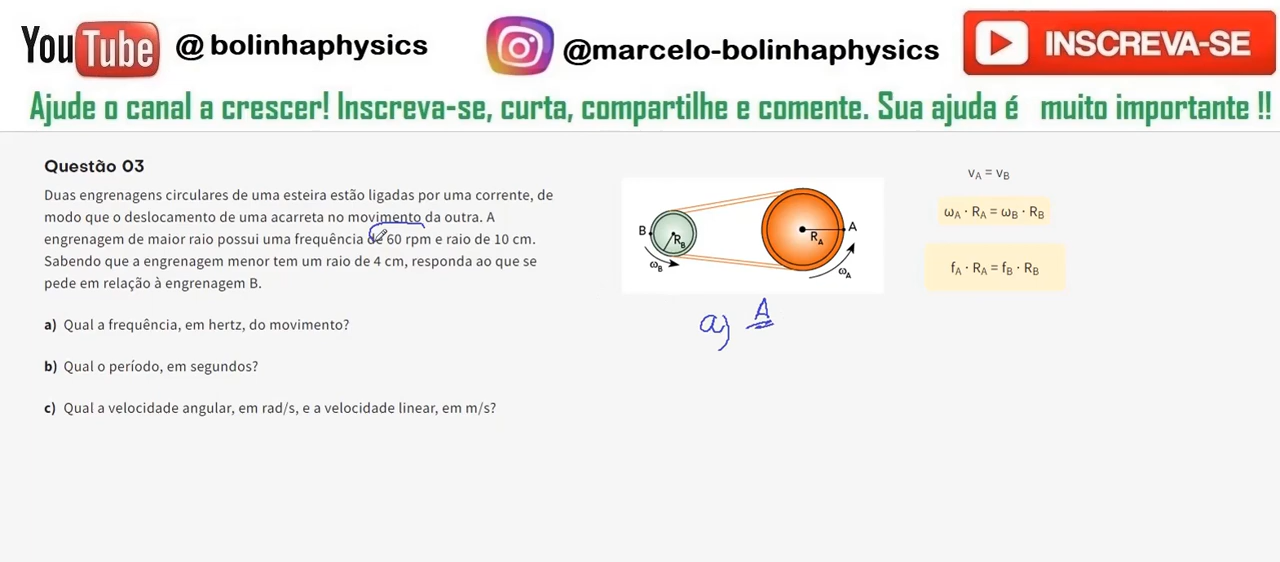 YouTube @bolinhaphysics @marcelo-bolinhaphysics INSCREVA-SE
Ajude o canal a crescer! Inscreva-se, curta, compartilhe e comente. Sua ajuda é muito importante !!
Questão 03
Duas engrenagens circulares de uma esteira estão ligadas por uma corrente, de
modo que o deslocamento de uma acarreta no movimento da outra. A
engrenagem de maior raio possui uma frequência de 60 rpm e raio de 10 cm.
Sabendo que a engrenagem menor tem um raio de 4 cm, responda ao que se
pede em relação à engrenagem B.
a) Qual a frequência, em hertz, do movimento?
b) Qual o período, em segundos?
c) Qual a velocidade angular, em rad/s, e a velocidade linear, em m/s?
B R_B ω_B
A R_A ω_A
a) A
v_A = v_B
ω_A · R_A = ω_B · R_B
f_A · R_A = f_B · R_B